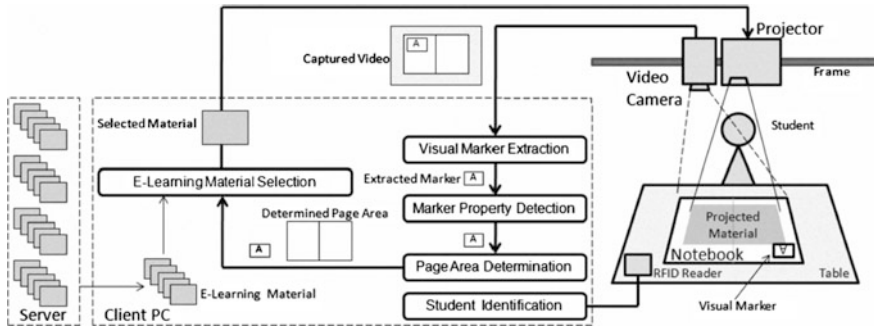 Projector
A
Captured Video
Video
Camera
Frame
Selected Material
Student
Visual Marker Extraction
E-Learning Material Selection
Extracted Marker
A
Marker Property Detection
Determined Page Area
A
A
Projected
Material
Page Area Determination
Notebook
A
RFID Reader
Table
E-Learning Material
Student Identification
Visual Marker
Server
Client PC